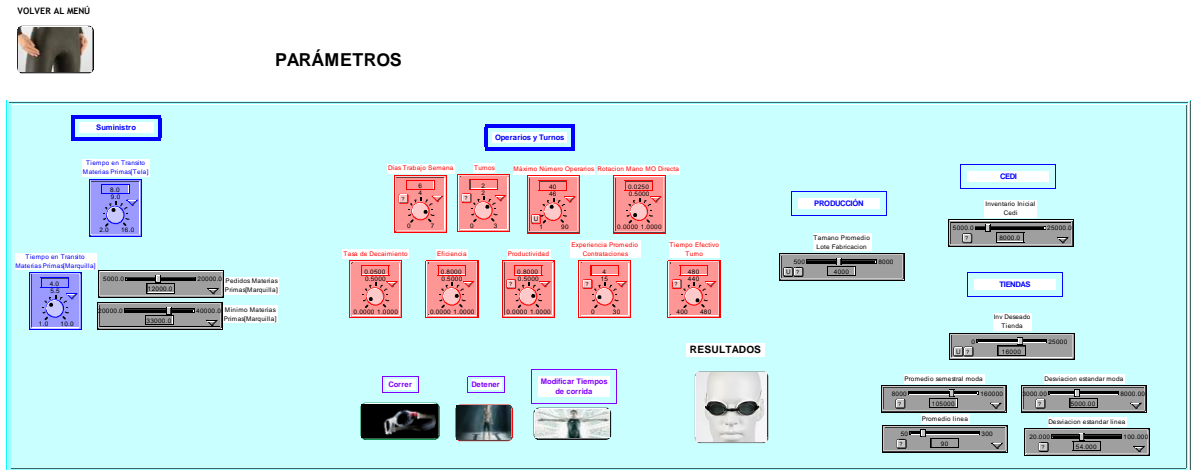 VOLVER AL MENÚ
PARÁMETROS
Suministro
Operarios y Turnos
Tiempo en Transito
Materias Primas[Tela]
8.0
9.0
2.0 16.0
Dias Trabajo Semana
6
4
?
0 7
Turnos
2
2
?
0 3
Máximo Número Operarios
40
46
U
1 90
Rotacion Mano MO Directa
0.0250
0.5000
0.0000 1.0000
CEDI
PRODUCCIÓN
Inventario Inicial
Cedi
5000.0 25000.0
? 8000.0
Tamano Promedio
Lote Fabricacion
500 8000
U ? 4000
Tiempo en Transito
Materias Primas[Marquilla]
4.0
5.5
1.0 10.0
5000.0 20000.0
12000.0
Pedidos Materias
Primas[Marquilla]
20000.0 40000.0
33000.0
Minimo Materias
Primas[Marquilla]
Tasa de Decaimiento
0.0500
0.5000
0.0000 1.0000
Eficiencia
0.8000
0.5000
0.0000 1.0000
Productividad
0.8000
0.5000
?
0.0000 1.0000
Experiencia Promedio
Contrataciones
4
15
?
0 30
Tiempo Efectivo
Turno
480
440
?
400 480
TIENDAS
Inv Deseado
Tienda
0 25000
U ? 16000
RESULTADOS
Correr
Detener
Modificar Tiempos
de corrida
Promedio semestral moda
8000 160000
? 105000
Desviacion estandar moda
3000.00 8000.00
? 5000.00
Promedio linea
50 300
? 90
Desviacion estandar linea
20.000 100.000
? 54.000